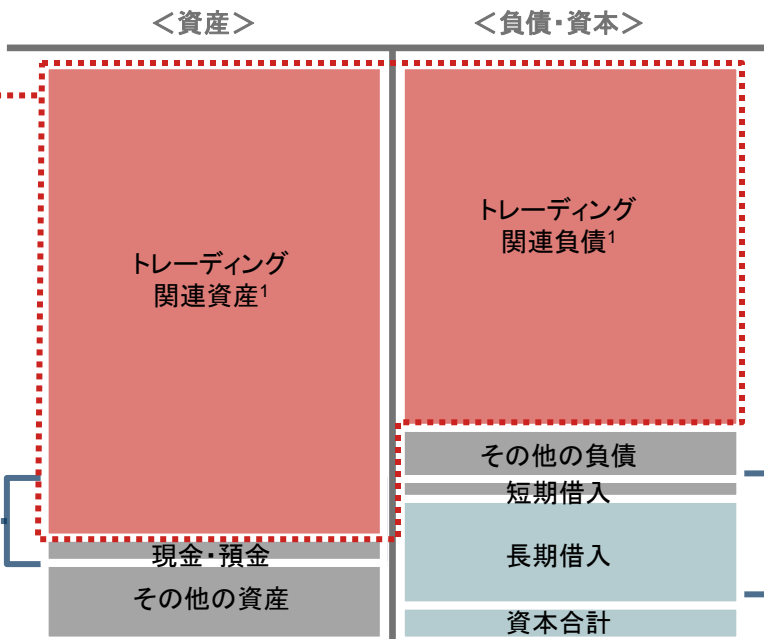 ＜資産＞
＜負債・資本＞
トレーディング
関連資産1
現金・預金
その他の資産
トレーディング
関連負債1
その他の負債
短期借入
長期借入
資本合計